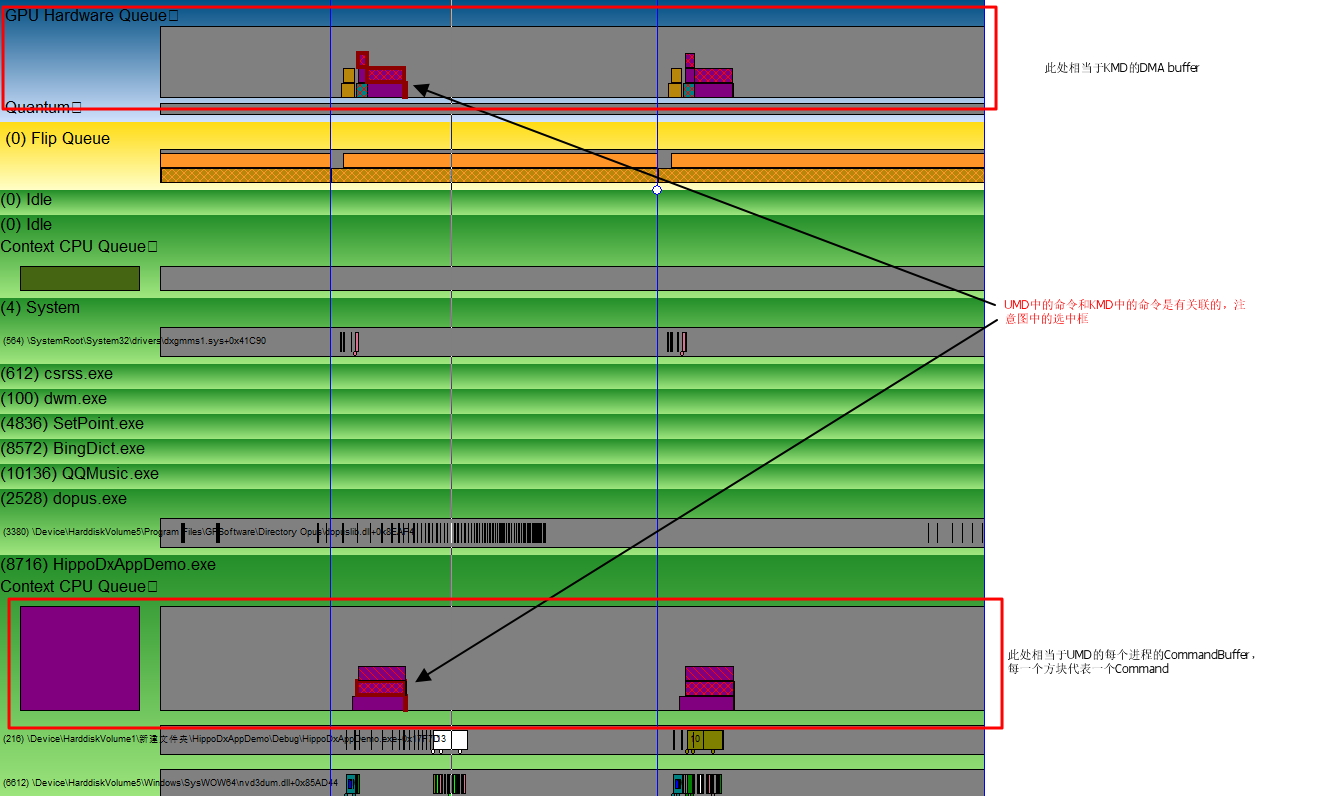 GPU Hardware Queue
此处相当于KMD的DMA buffer
Quantum
(0) Flip Queue
(0) Idle
(0) Idle
Context CPU Queue
(4) System
UMD中的命令和KMD中的命令是有关联的，注
意图中的选中框
(564) \SystemRoot\System32\drivers\dxgmms1.sys+0x41C90
(612) csrss.exe
(100) dwm.exe
(4836) SetPoint.exe
(8572) BingDict.exe
(10136) QQMusic.exe
(2528) dopus.exe
(3380) \Device\HarddiskVolume5\Program Files\GPSoftware\Directory Opus\dopuslib.dll
(8716) HippoDxAppDemo.exe
Context CPU Queue
此处相当于UMD的每个进程的CommandBuffer，
每一个方块代表一个Command
(216) \Device\HarddiskVolume1\新建文件夹\HippoDxAppDemo\Debug\HippoDxAppDemo.exe
10
(6612) \Device\HarddiskVolume5\Windows\SysWOW64\nvd3dum.dll+0x85AD44